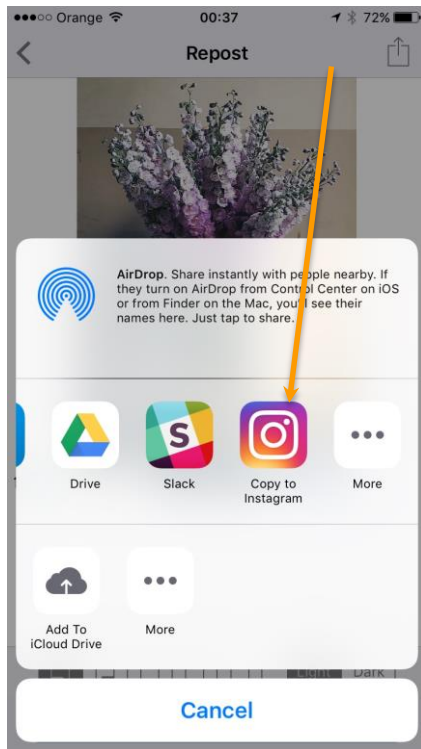 Orange 00:37 72%
Repost
AirDrop. Share instantly with people nearby. If
they turn on AirDrop from Control Center on iOS
or from Finder on the Mac, you'll see their
names here. Just tap to share.
Drive Slack Copy to
Instagram More
Add To
iCloud Drive More
Light Dark
Cancel